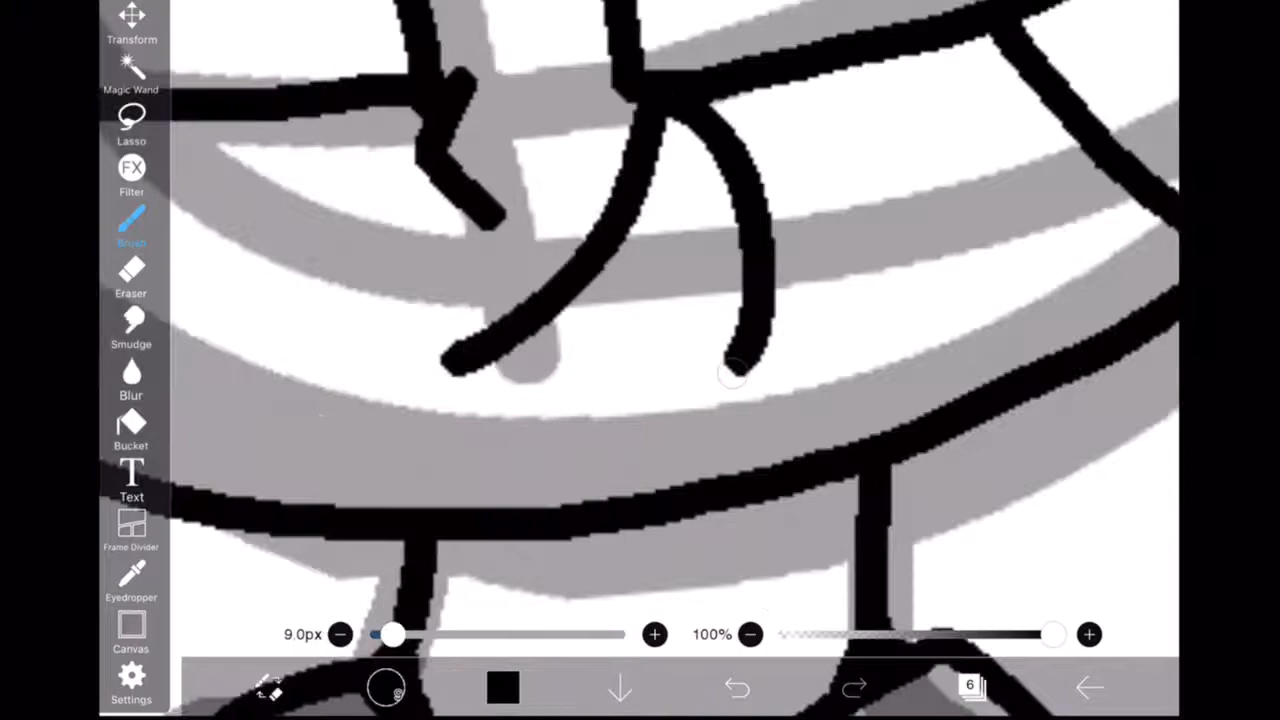 Transform
Magic Wand
Lasso
FX
Filter
Brush
Eraser
Smudge
Blur
Bucket
T
Text
Frame Divider
Eyedropper
Canvas
Settings
9.0px
100%
6